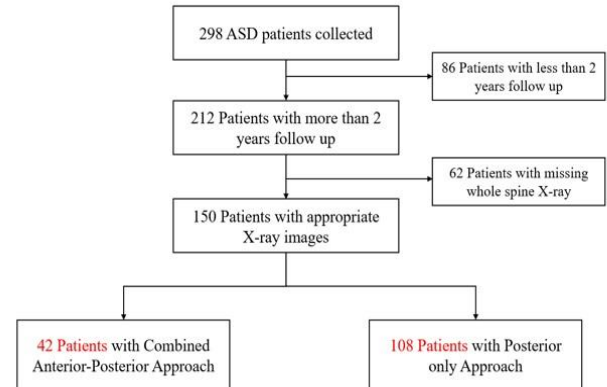 298 ASD patients collected
86 Patients with less than 2
years follow up
212 Patients with more than 2
years follow up
62 Patients with missing
whole spine X-ray
150 Patients with appropriate
X-ray images
42 Patients with Combined
Anterior-Posterior Approach
108 Patients with Posterior
only Approach